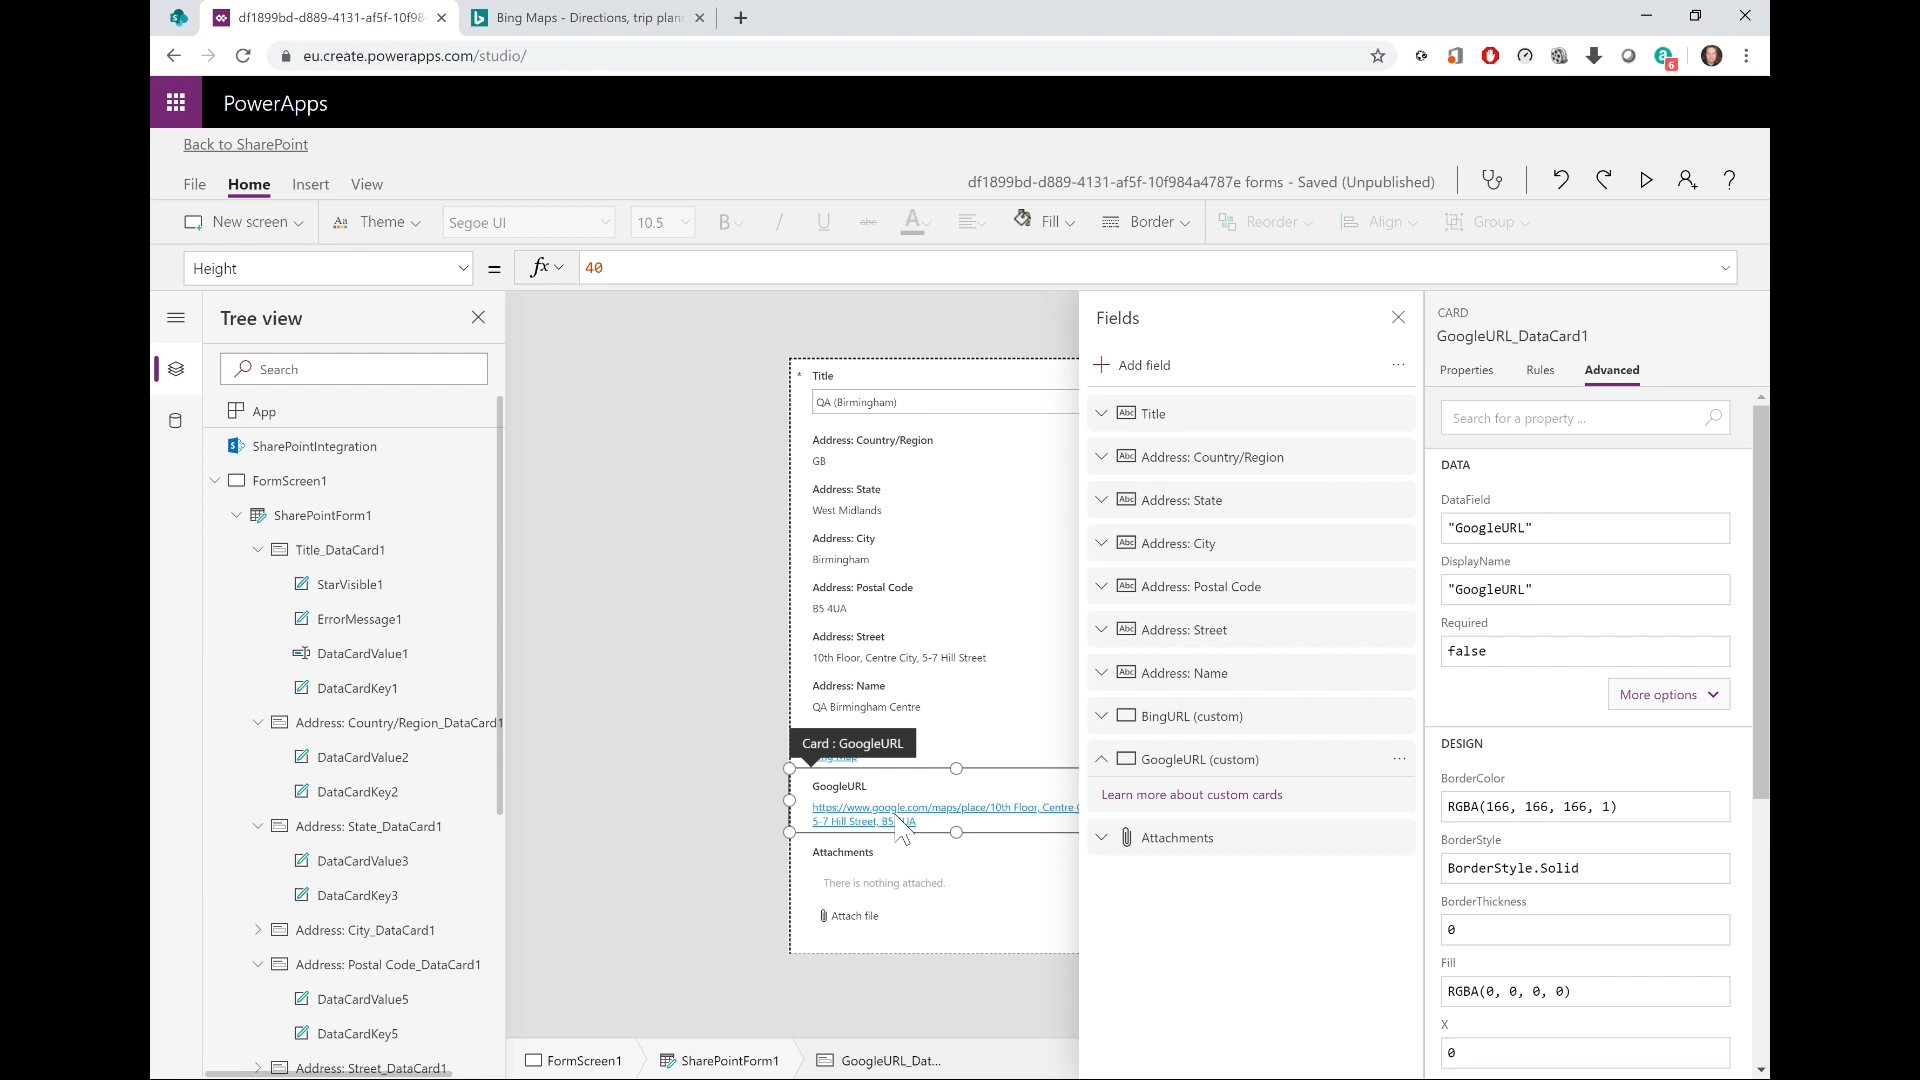 df1899bd-d889-4131-af5f-10f98
Bing Maps - Directions, trip plan
eu.create.powerapps.com/studio/
6
PowerApps
Back to SharePoint
File Home Insert View
df1899bd-d889-4131-af5f-10f984a4787e forms - Saved (Unpublished)
New screen Theme Segoe UI 10.5 B / U abc A Fill Border Reorder Align Group
Height = fx 40
Tree view
Search
App
SharePointIntegration
FormScreen1
SharePointForm1
Title_DataCard1
StarVisible1
ErrorMessage1
DataCardValue1
DataCardKey1
Address: Country/Region_DataCard1
DataCardValue2
DataCardKey2
Address: State_DataCard1
DataCardValue3
DataCardKey3
Address: City_DataCard1
Address: Postal Code_DataCard1
DataCardValue5
DataCardKey5
Address: Street_DataCard1
* Title
QA (Birmingham)
Address: Country/Region
GB
Address: State
West Midlands
Address: City
Birmingham
Address: Postal Code
B5 4UA
Address: Street
10th Floor, Centre City, 5-7 Hill Street
Address: Name
QA Birmingham Centre
Card : GoogleURL
GoogleURL
https://www.google.com/maps/place/10th Floor, Centre C
5-7 Hill Street, B5 UA
Attachments
There is nothing attached.
Attach file
FormScreen1 SharePointForm1 GoogleURL_Dat...
Fields
Add field ...
Abc Title
Abc Address: Country/Region
Abc Address: State
Abc Address: City
Abc Address: Postal Code
Abc Address: Street
Abc Address: Name
BingURL (custom)
GoogleURL (custom) ...
Learn more about custom cards
Attachments
CARD
GoogleURL_DataCard1
Properties Rules Advanced
Search for a property ...
DATA
DataField
"GoogleURL"
DisplayName
"GoogleURL"
Required
false
More options
DESIGN
BorderColor
RGBA(166, 166, 166, 1)
BorderStyle
BorderStyle.Solid
BorderThickness
0
Fill
RGBA(0, 0, 0, 0)
X
0